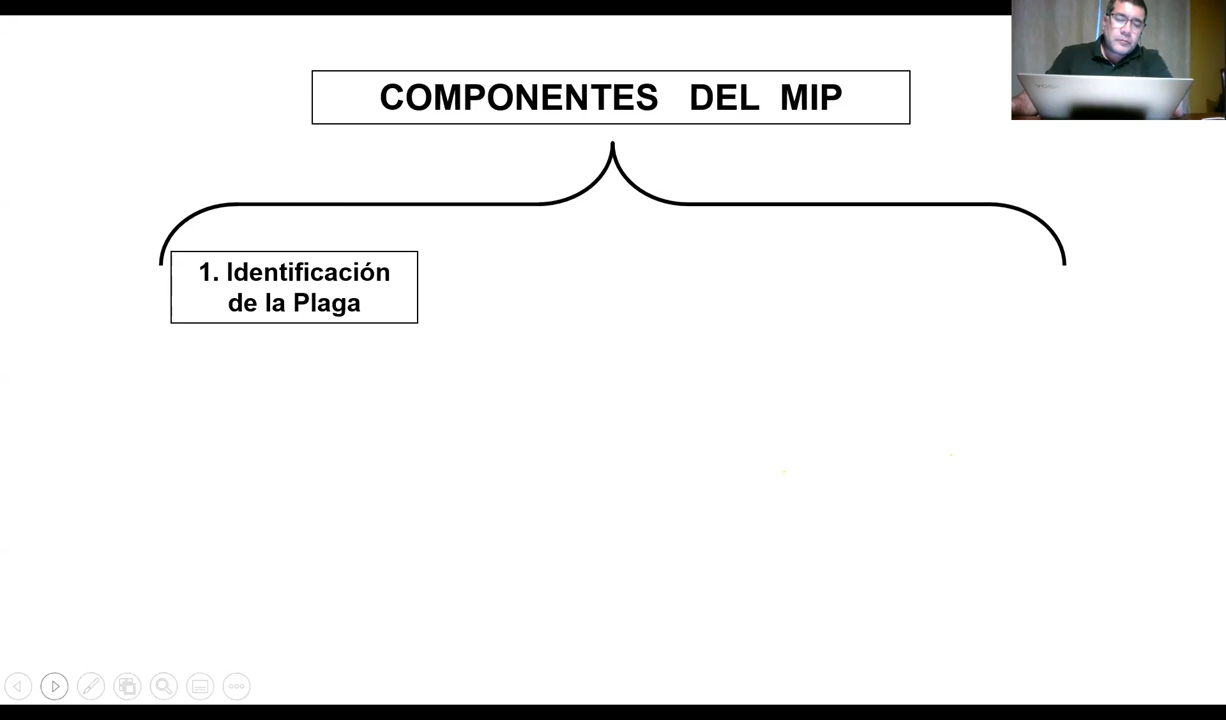 COMPONENTES DEL MIP
1. Identificación
de la Plaga